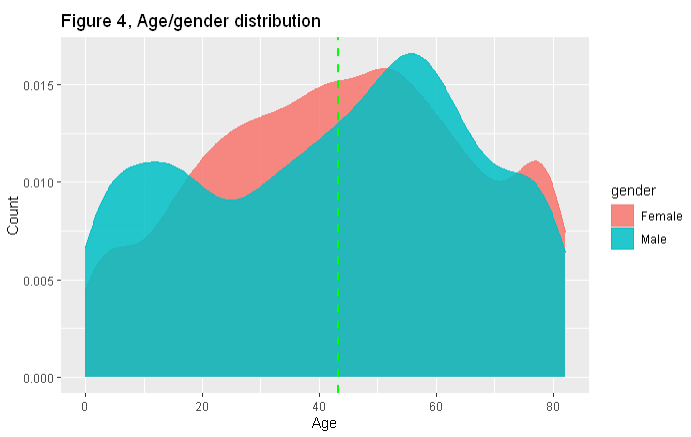 Figure 4, Age/gender distribution
Count
0.015
0.010
0.005
0.000
0 20 40 60 80
Age
gender
Female
Male